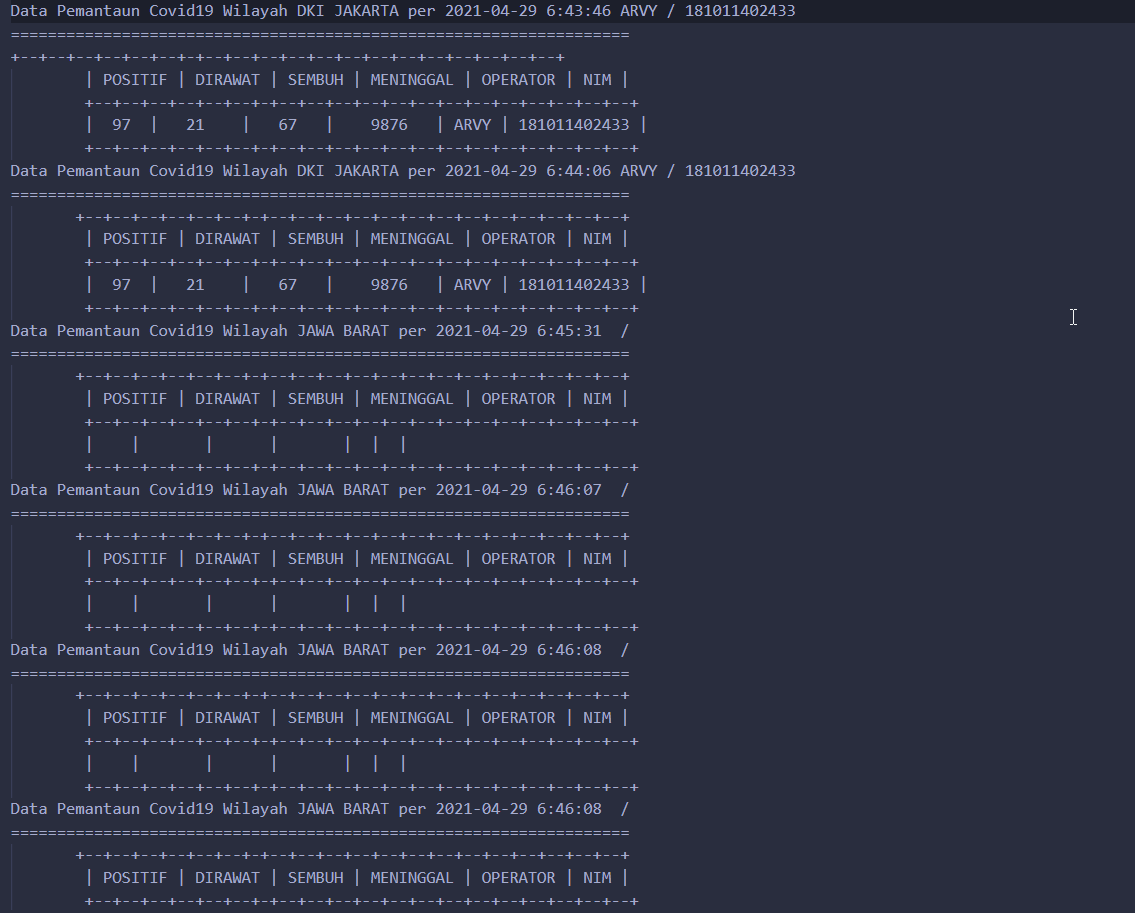 Data Pemantaun Covid19 Wilayah DKI JAKARTA per 2021-04-29 6:43:46 ARVY / 181011402433
===================================================================
+--+--+--+--+--+--+-+--+--+--+--+--+--+--+--+--+--+--+--+--+
| POSITIF | DIRAWAT | SEMBUH | MENINGGAL | OPERATOR | NIM |
+--+--+--+--+--+--+-+--+--+--+--+--+--+--+--+--+--+--+--+--+
| 97 | 21 | 67 | 9876 | ARVY | 181011402433 |
+--+--+--+--+--+--+-+--+--+--+--+--+--+--+--+--+--+--+--+--+
Data Pemantaun Covid19 Wilayah DKI JAKARTA per 2021-04-29 6:44:06 ARVY / 181011402433
===================================================================
+--+--+--+--+--+--+-+--+--+--+--+--+--+--+--+--+--+--+--+--+
| POSITIF | DIRAWAT | SEMBUH | MENINGGAL | OPERATOR | NIM |
+--+--+--+--+--+--+-+--+--+--+--+--+--+--+--+--+--+--+--+--+
| 97 | 21 | 67 | 9876 | ARVY | 181011402433 |
+--+--+--+--+--+--+-+--+--+--+--+--+--+--+--+--+--+--+--+--+
Data Pemantaun Covid19 Wilayah JAWA BARAT per 2021-04-29 6:45:31 /
===================================================================
+--+--+--+--+--+--+-+--+--+--+--+--+--+--+--+--+--+--+--+--+
| POSITIF | DIRAWAT | SEMBUH | MENINGGAL | OPERATOR | NIM |
+--+--+--+--+--+--+-+--+--+--+--+--+--+--+--+--+--+--+--+--+
| | | | | | |
+--+--+--+--+--+--+-+--+--+--+--+--+--+--+--+--+--+--+--+--+
Data Pemantaun Covid19 Wilayah JAWA BARAT per 2021-04-29 6:46:07 /
===================================================================
+--+--+--+--+--+--+-+--+--+--+--+--+--+--+--+--+--+--+--+--+
| POSITIF | DIRAWAT | SEMBUH | MENINGGAL | OPERATOR | NIM |
+--+--+--+--+--+--+-+--+--+--+--+--+--+--+--+--+--+--+--+--+
| | | | | | |
+--+--+--+--+--+--+-+--+--+--+--+--+--+--+--+--+--+--+--+--+
Data Pemantaun Covid19 Wilayah JAWA BARAT per 2021-04-29 6:46:08 /
===================================================================
+--+--+--+--+--+--+-+--+--+--+--+--+--+--+--+--+--+--+--+--+
| POSITIF | DIRAWAT | SEMBUH | MENINGGAL | OPERATOR | NIM |
+--+--+--+--+--+--+-+--+--+--+--+--+--+--+--+--+--+--+--+--+
| | | | | | |
+--+--+--+--+--+--+-+--+--+--+--+--+--+--+--+--+--+--+--+--+
Data Pemantaun Covid19 Wilayah JAWA BARAT per 2021-04-29 6:46:08 /
===================================================================
+--+--+--+--+--+--+-+--+--+--+--+--+--+--+--+--+--+--+--+--+
| POSITIF | DIRAWAT | SEMBUH | MENINGGAL | OPERATOR | NIM |
+--+--+--+--+--+--+-+--+--+--+--+--+--+--+--+--+--+--+--+--+